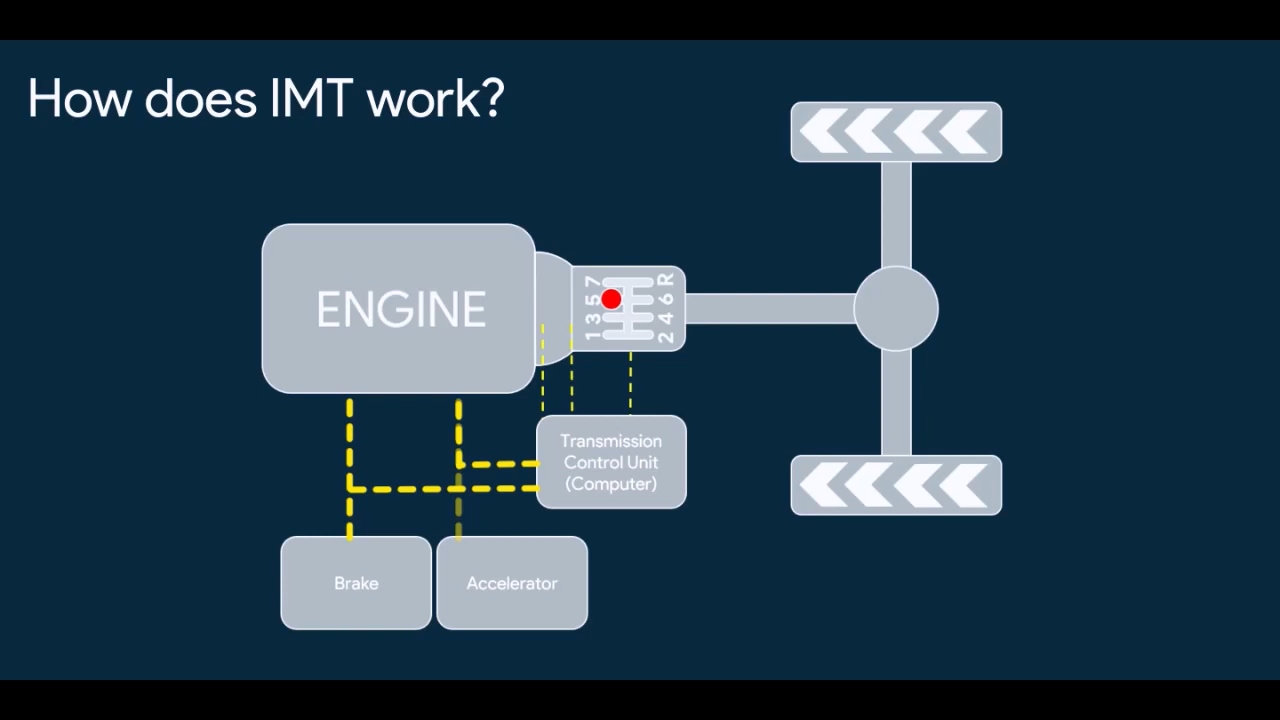 How does IMT work?
ENGINE
1 3 5 7
2 4 6 R
Transmission
Control Unit
(Computer)
Brake
Accelerator